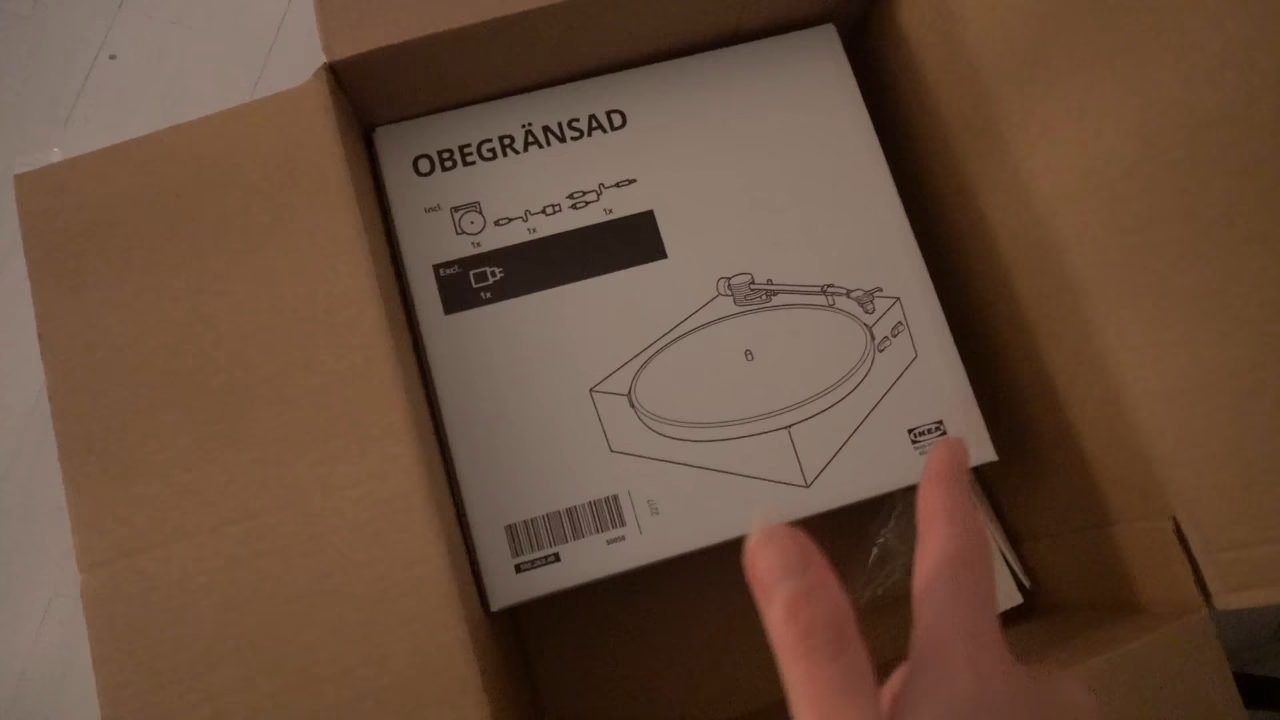 OBEGRÄNSAD
Incl.
1x
1x
1x
Excl.
1x
IKEA